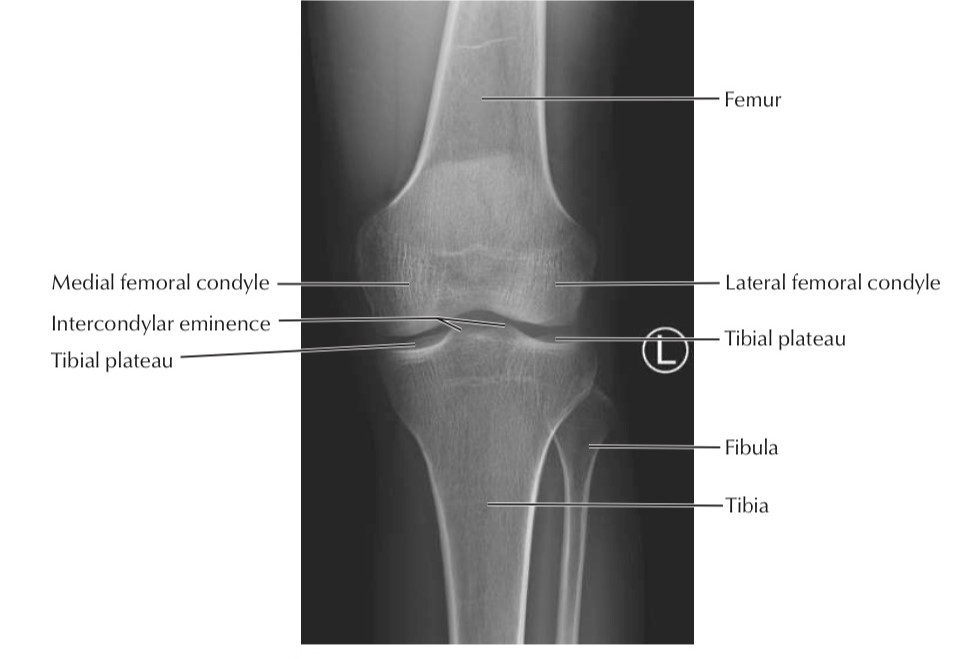 Femur
Medial femoral condyle
Lateral femoral condyle
Intercondylar eminence
Tibial plateau
Tibial plateau
L
Fibula
Tibia